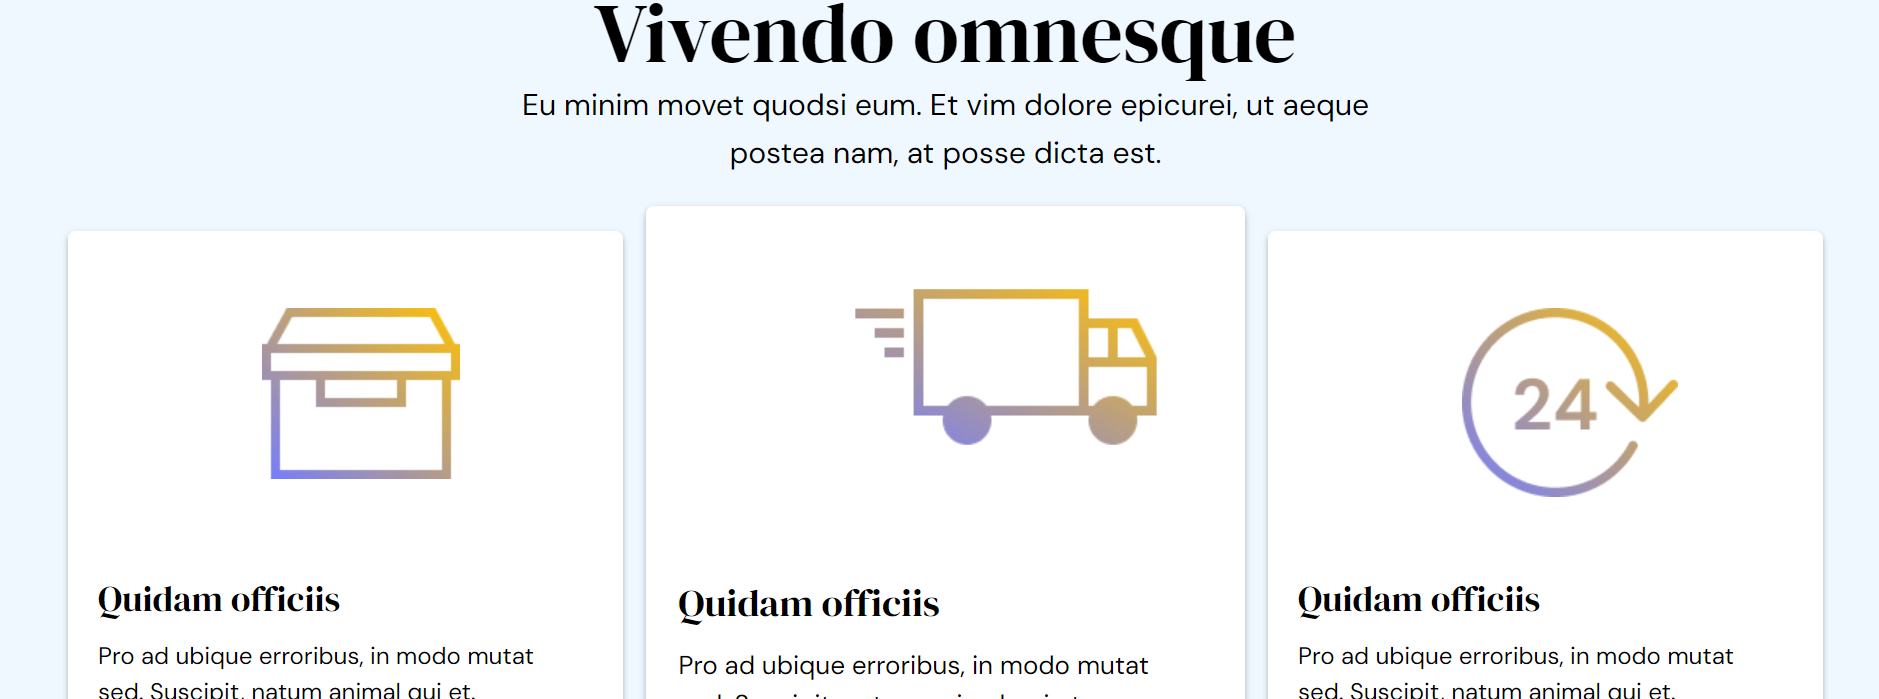 Vivendo omnesque
Eu minim movet quodsi eum. Et vim dolore epicurei, ut aeque
postea nam, at posse dicta est.
24
Quidam officiis
Pro ad ubique erroribus, in modo mutat
sed. Suscipit, natum animal qui et.
Quidam officiis
Pro ad ubique erroribus, in modo mutat
Quidam officiis
Pro ad ubique erroribus, in modo mutat
sed. Suscipit, natum animal qui et.